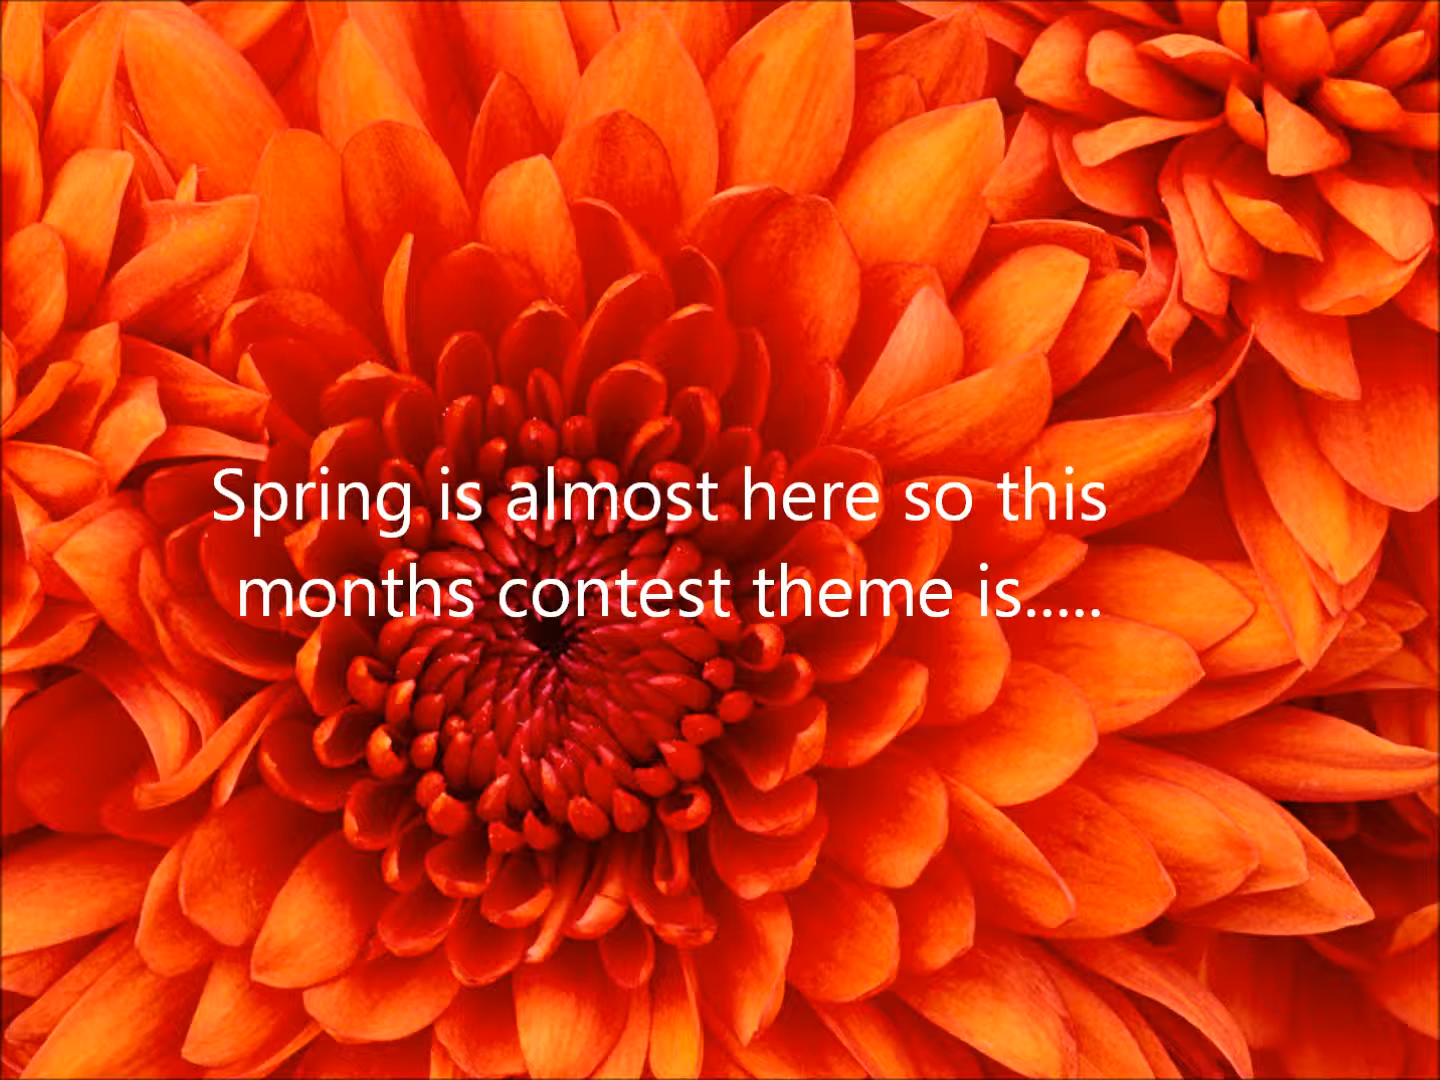 Spring is almost here so this
months contest theme is.....